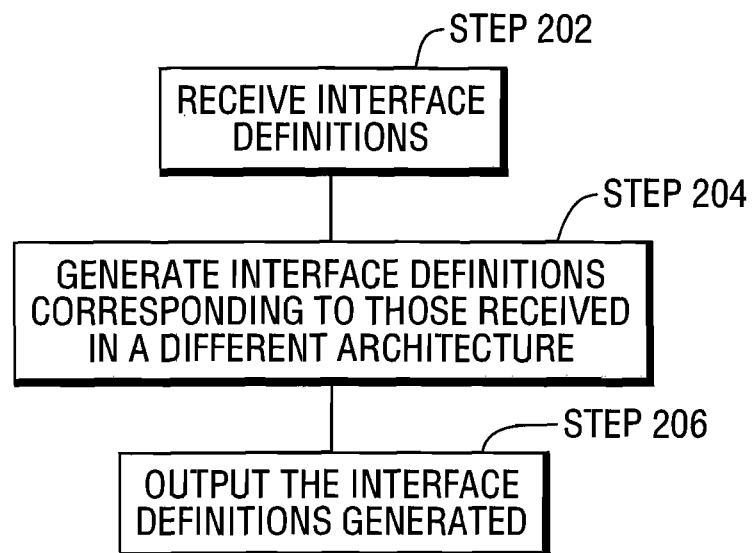 STEP 202
RECEIVE INTERFACE
DEFINITIONS
STEP 204
GENERATE INTERFACE DEFINITIONS
CORRESPONDING TO THOSE RECEIVED
IN A DIFFERENT ARCHITECTURE
STEP 206
OUTPUT THE INTERFACE
DEFINITIONS GENERATED